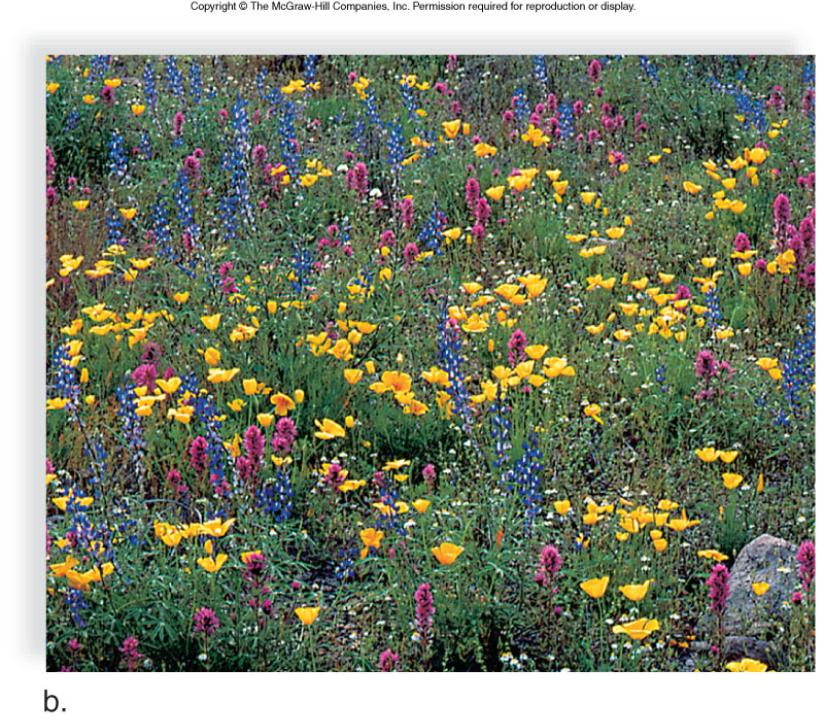 Copyright © The McGraw-Hill Companies, Inc. Permission required for reproduction or display.
b.